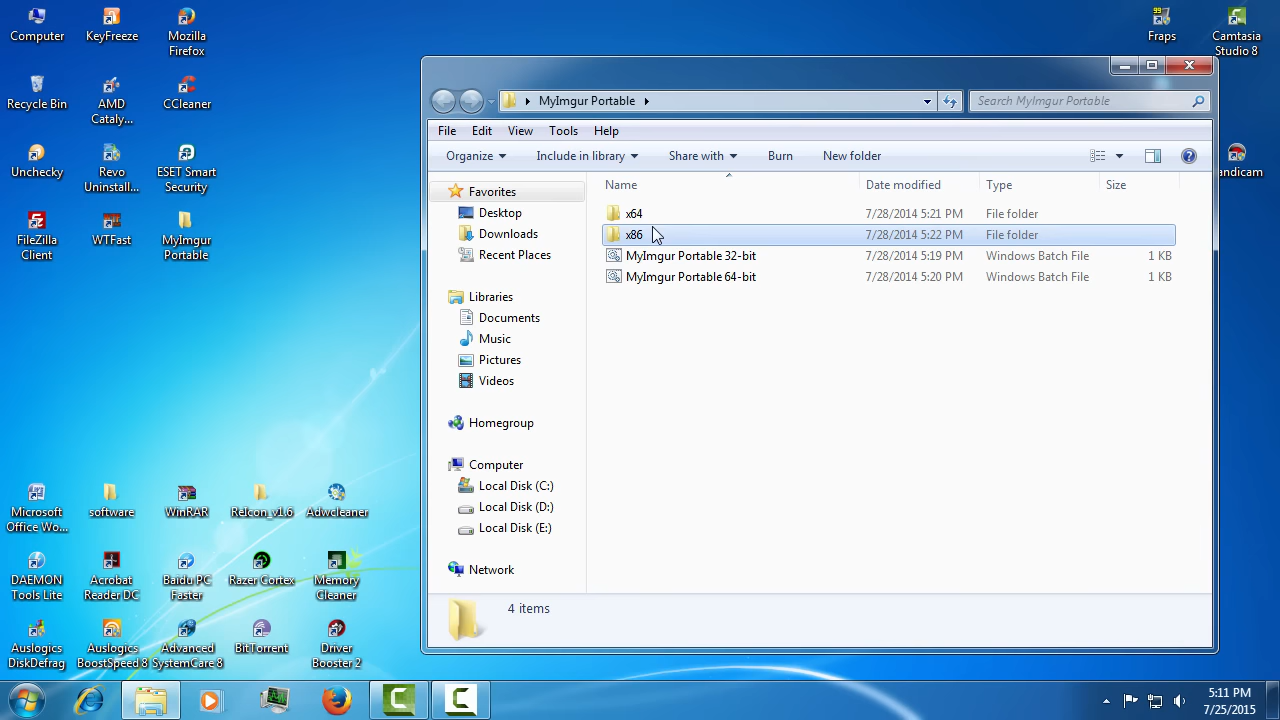 Computer
KeyFreeze
Mozilla
Firefox
99
Fraps
Camtasia
Studio 8
Recycle Bin
AMD
Cataly...
CCleaner
Unchecky
Revo
Uninstall...
ESET Smart
Security
andicam
FileZilla
Client
WTFast
MyImgur
Portable
Microsoft
Office Wo...
software
WinRAR
ReIcon_v1.6
Adwcleaner
DAEMON
Tools Lite
Acrobat
Reader DC
Baidu PC
Faster
Razer Cortex
Memory
Cleaner
Auslogics
DiskDefrag
Auslogics
BoostSpeed 8
Advanced
SystemCare 8
BitTorrent
Driver
Booster 2
MyImgur Portable
Search MyImgur Portable
File Edit View Tools Help
Organize Include in library Share with Burn New folder
Favorites
Desktop
Downloads
Recent Places
Libraries
Documents
Music
Pictures
Videos
Homegroup
Computer
Local Disk (C:)
Local Disk (D:)
Local Disk (E:)
Network
Name Date modified Type Size
x64 7/28/2014 5:21 PM File folder
x86 7/28/2014 5:22 PM File folder
MyImgur Portable 32-bit 7/28/2014 5:19 PM Windows Batch File 1 KB
MyImgur Portable 64-bit 7/28/2014 5:20 PM Windows Batch File 1 KB
4 items
5:11 PM
7/25/2015